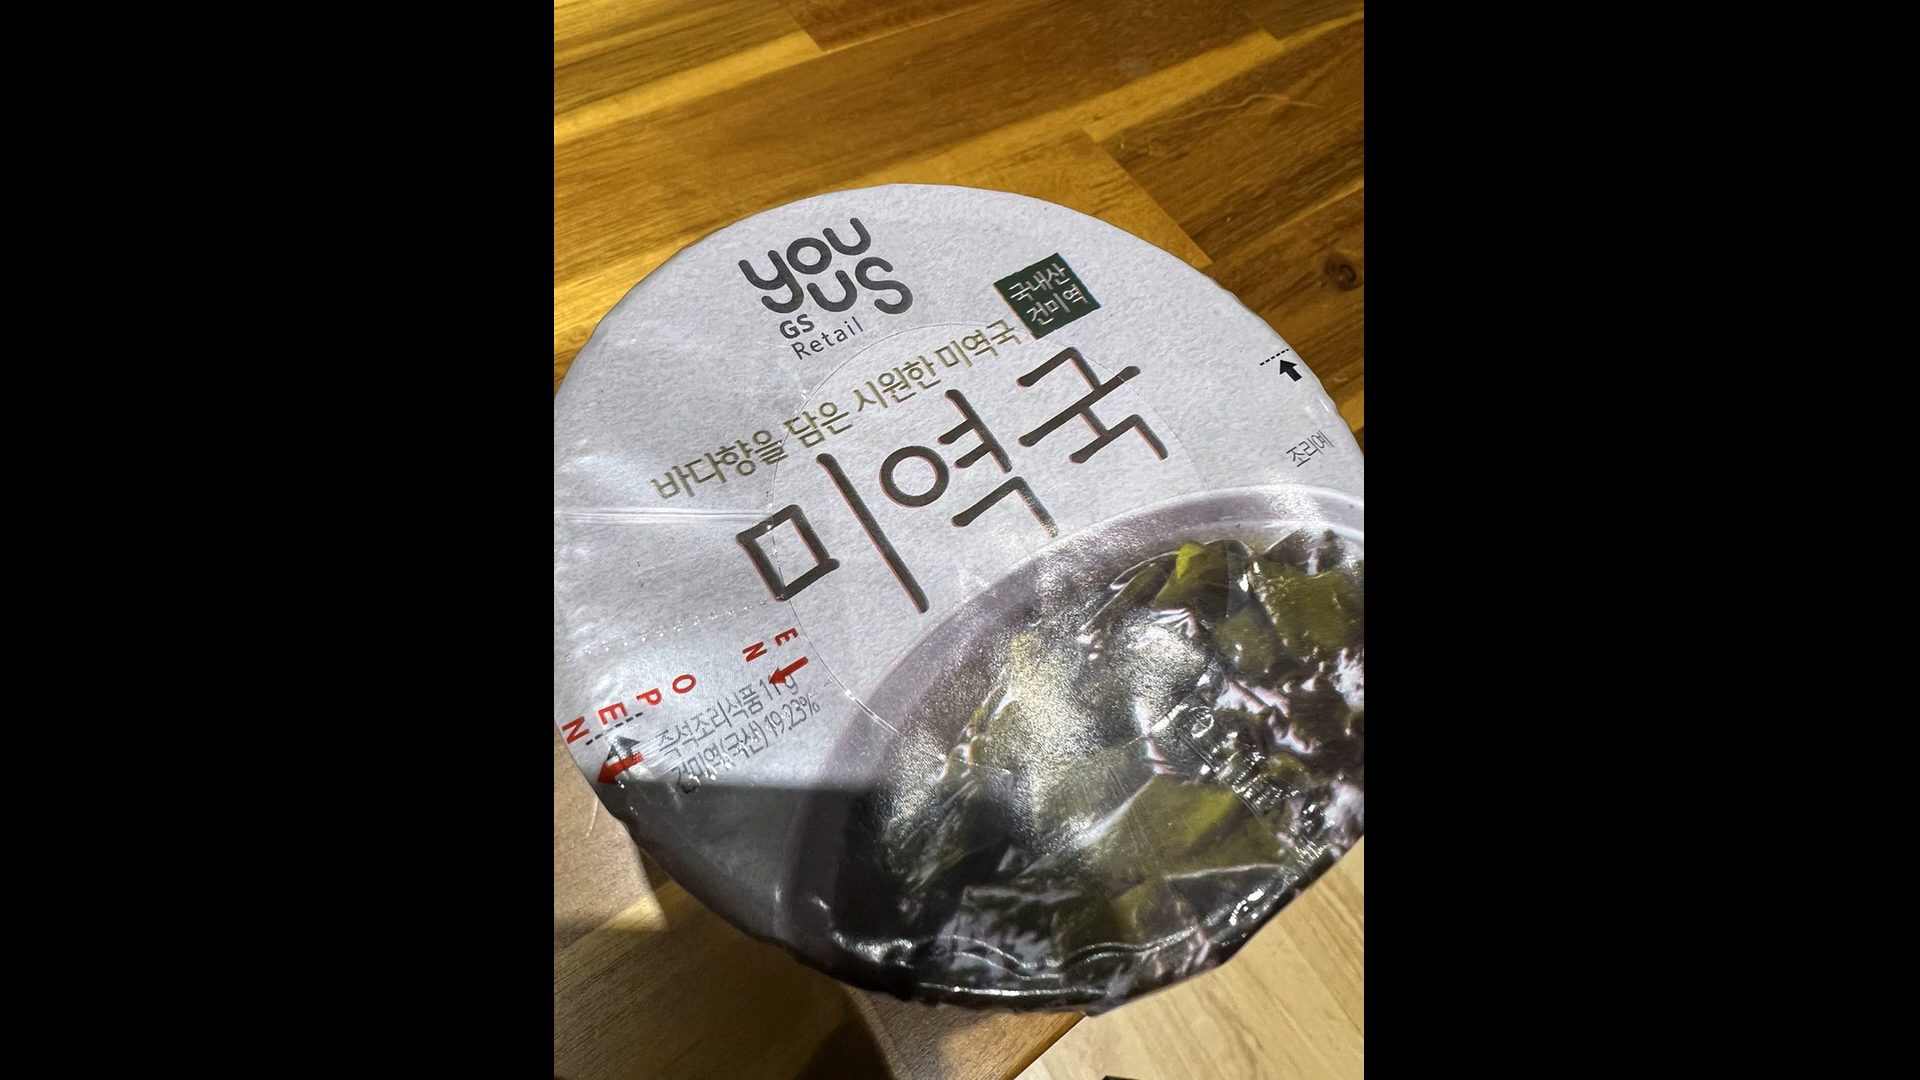 you
us
GS
Retail
국내산
건미역
바다향을 담은 시원한 미역국
미역국
조리예
EN
OPEN
즉석조리식품 11g
건미역(국산) 19.23%